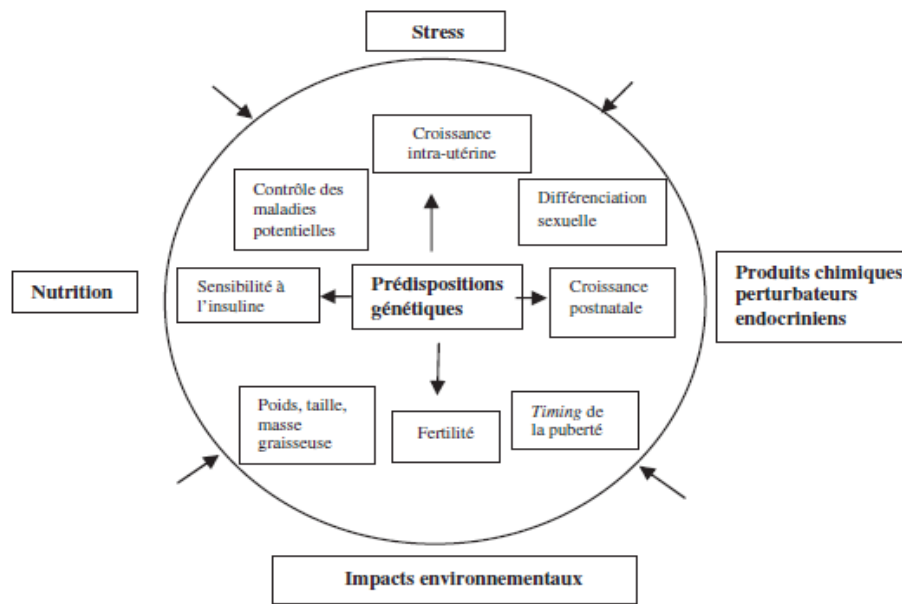 Stress
Croissance
intra-utérine
Contrôle des
maladies
potentielles
Différenciation
sexuelle
Nutrition
Sensibilité à
l'insuline
Prédispositions
génétiques
Croissance
postnatale
Produits chimiques
perturbateurs
endocriniens
Poids, taille,
masse
graisseuse
Fertilité
Timing de
la puberté
Impacts environnementaux